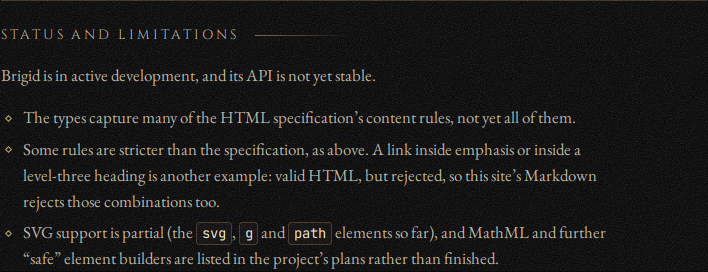 STATUS AND LIMITATIONS
Brigid is in active development, and its API is not yet stable.
The types capture many of the HTML specification’s content rules, not yet all of them.
Some rules are stricter than the specification, as above. A link inside emphasis or inside a
level-three heading is another example: valid HTML, but rejected, so this site’s Markdown
rejects those combinations too.
SVG support is partial (the svg, g and path elements so far), and MathML and further
“safe” element builders are listed in the project’s plans rather than finished.